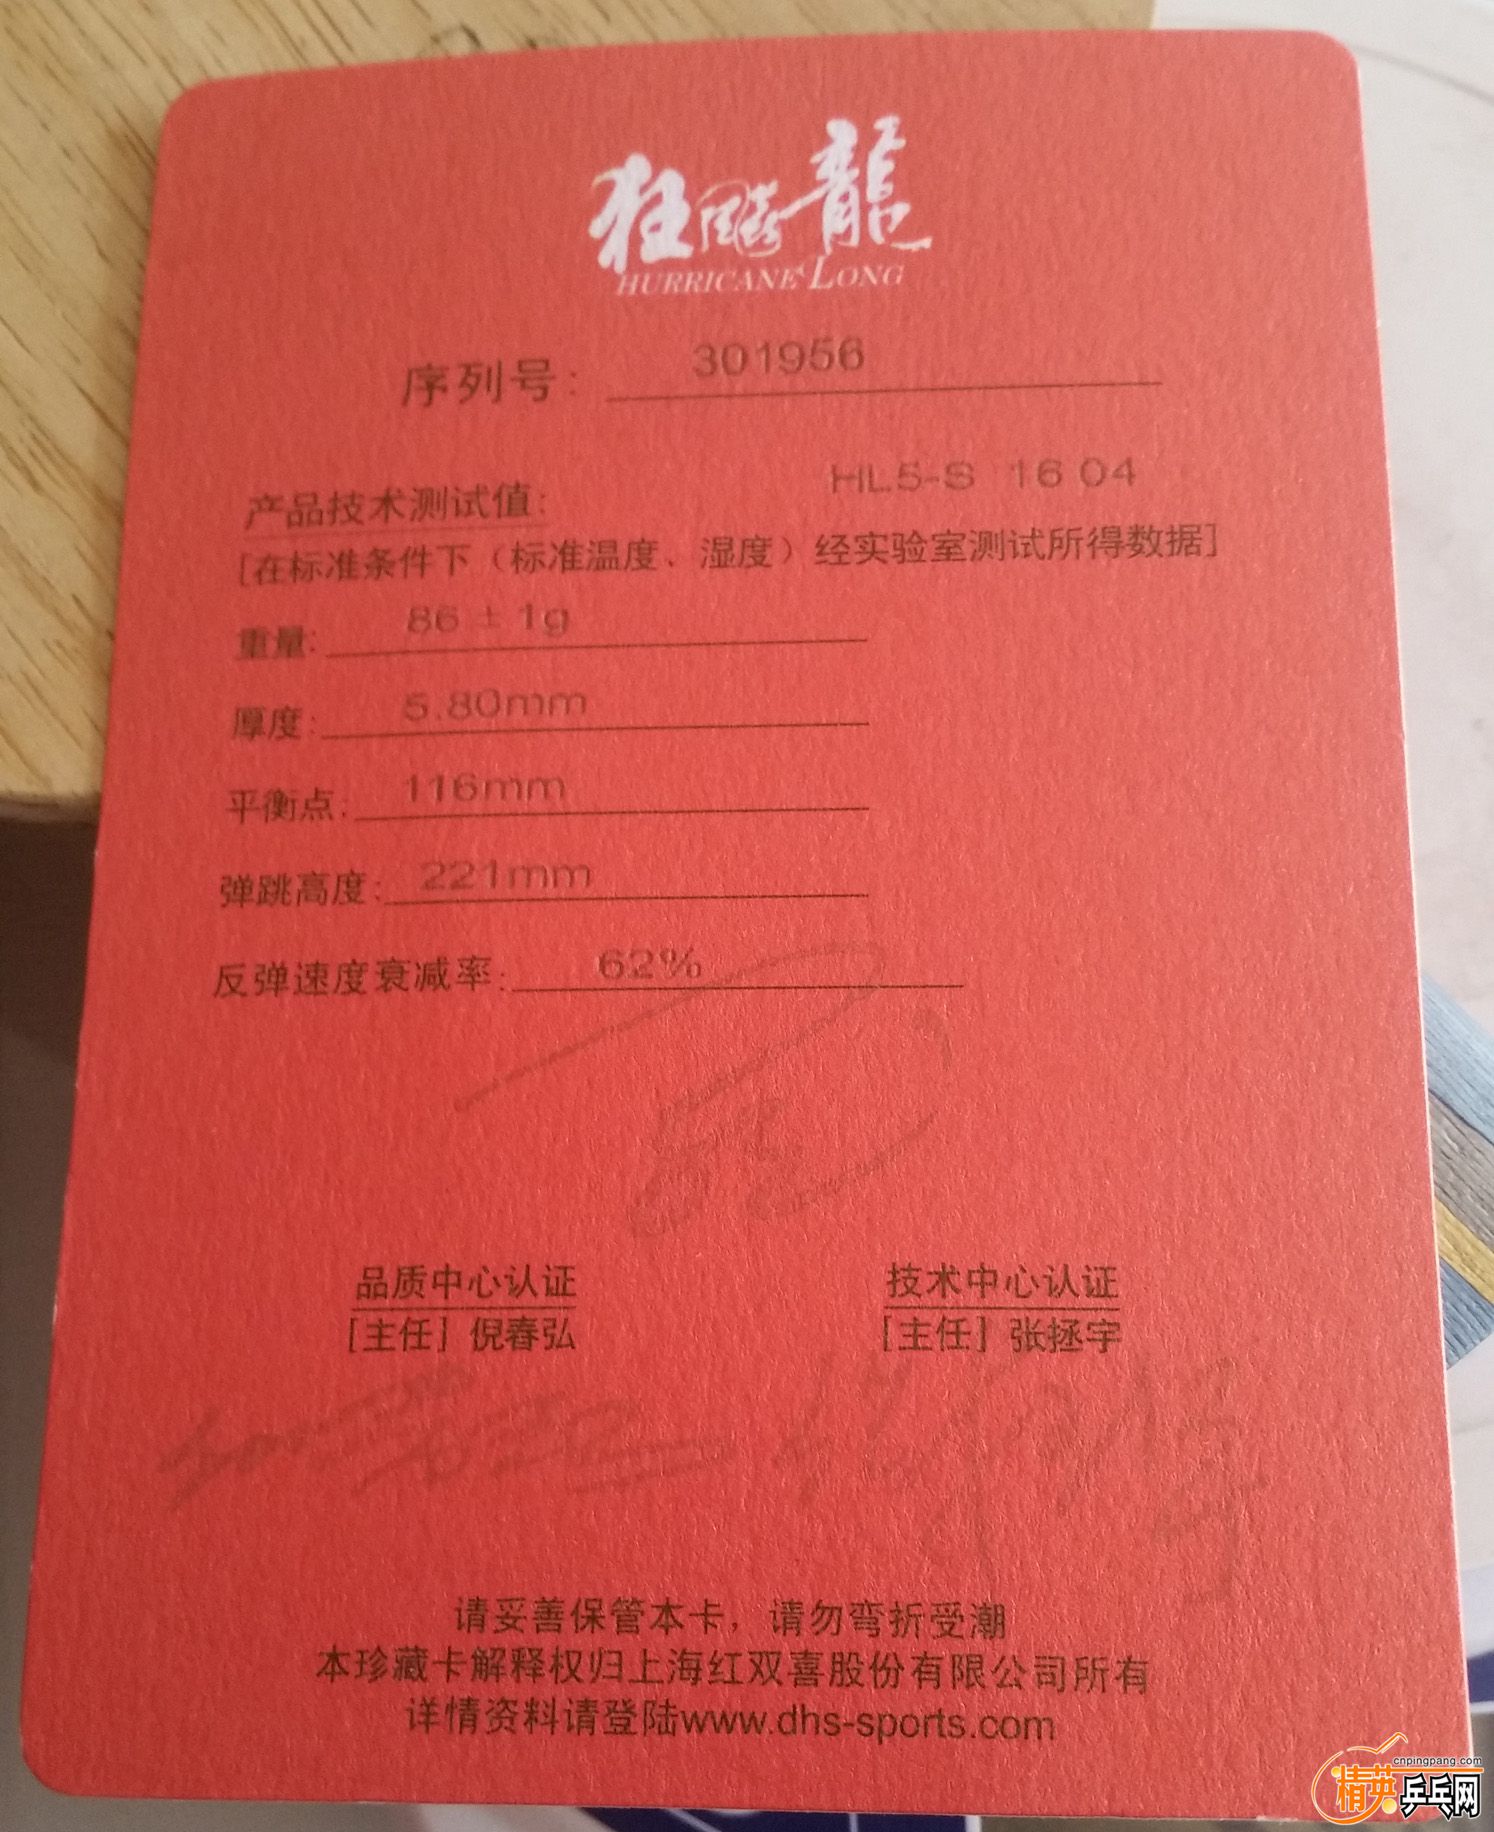 狂飚龍
HURRICANE LONG
序列号: 301956
产品技术测试值: HL5-S 16 04
[在标准条件下（标准温度、湿度）经实验室测试所得数据]
重量: 86 ± 1g
厚度: 5.80mm
平衡点: 116mm
弹跳高度: 221mm
反弹速度衰减率: 62%
品质中心认证 技术中心认证
[主任] 倪春弘 [主任] 张拯宇
请妥善保管本卡，请勿弯折受潮
本珍藏卡解释权归上海红双喜股份有限公司所有
详情资料请登陆www.dhs-sports.com
cnpingpang.com
精英乒乓网